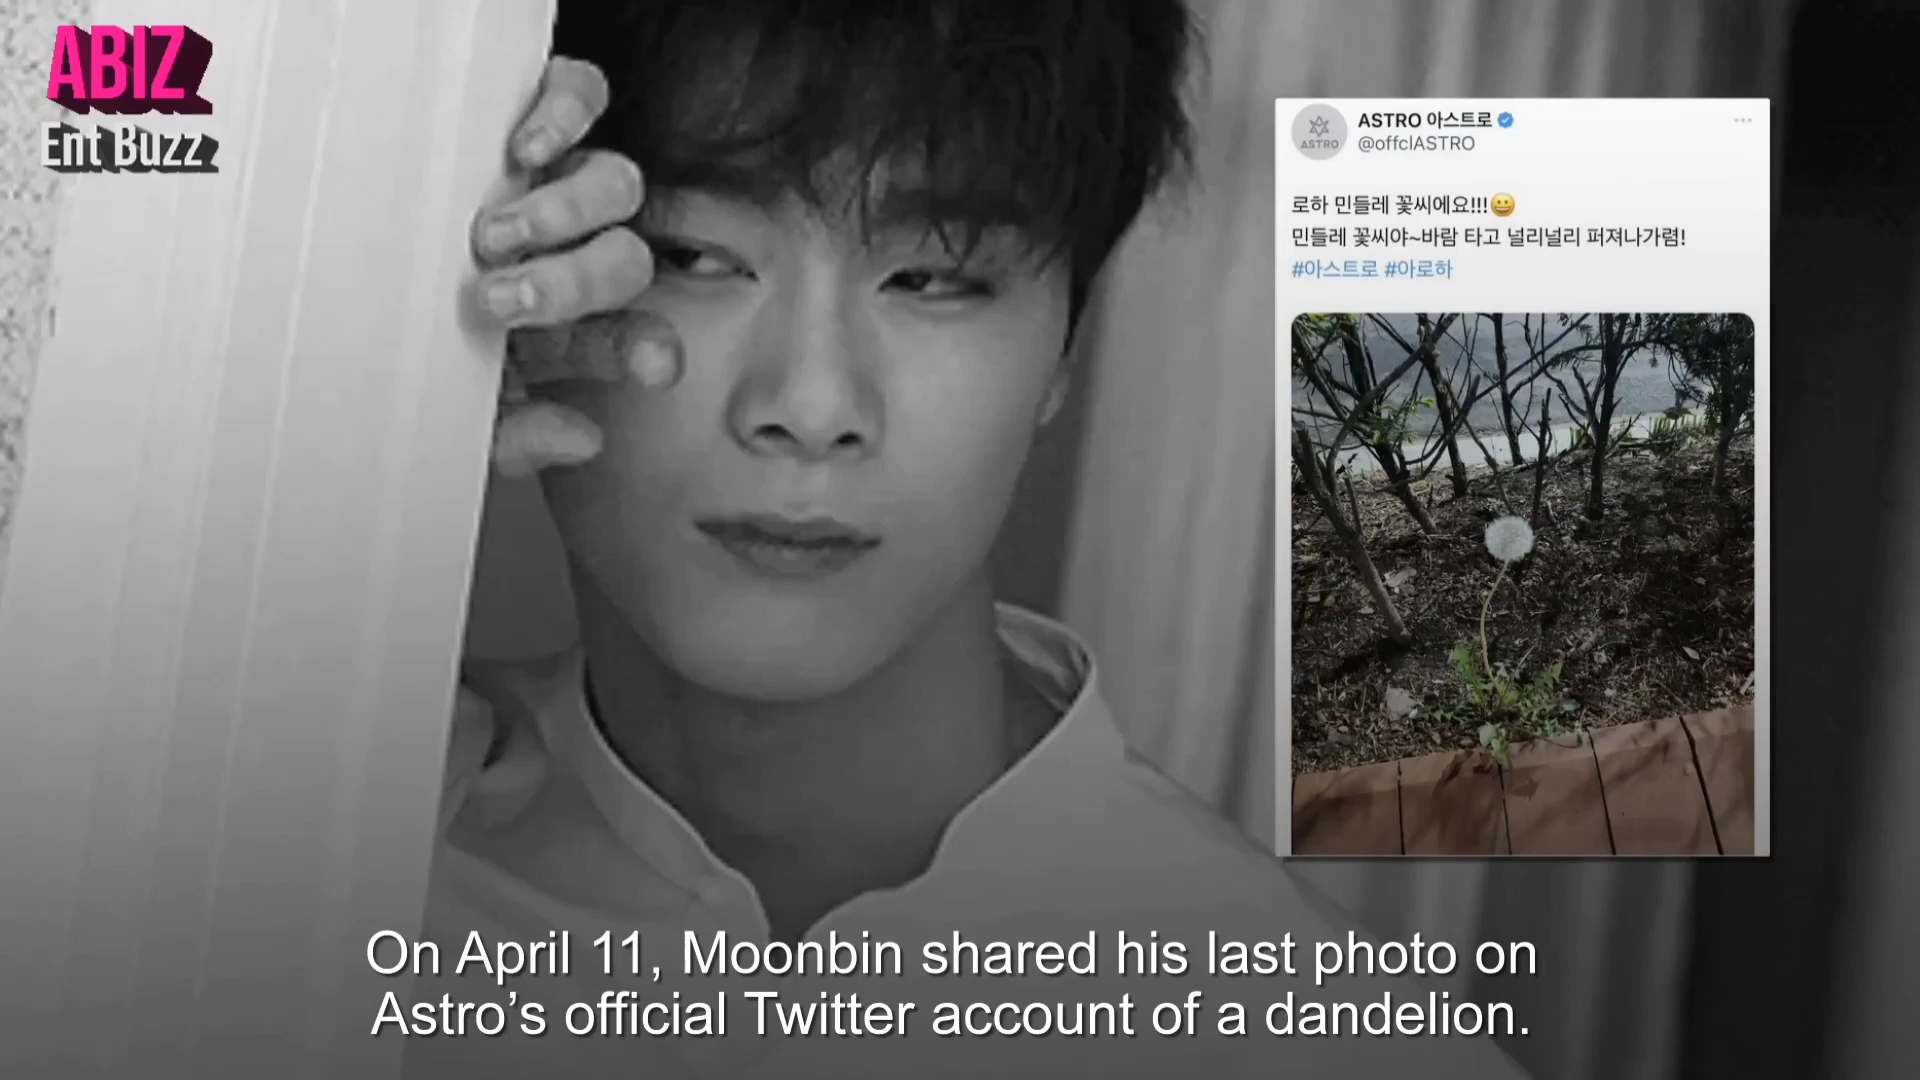 ABIZ
Ent Buzz
ASTRO 아스트로
@offclASTRO
ASTRO
로하 민들레 꽃씨에요!!!😀
민들레 꽃씨야~바람 타고 널리널리 퍼져나가렴!
#아스트로 #아로하
On April 11, Moonbin shared his last photo on
Astro’s official Twitter account of a dandelion.